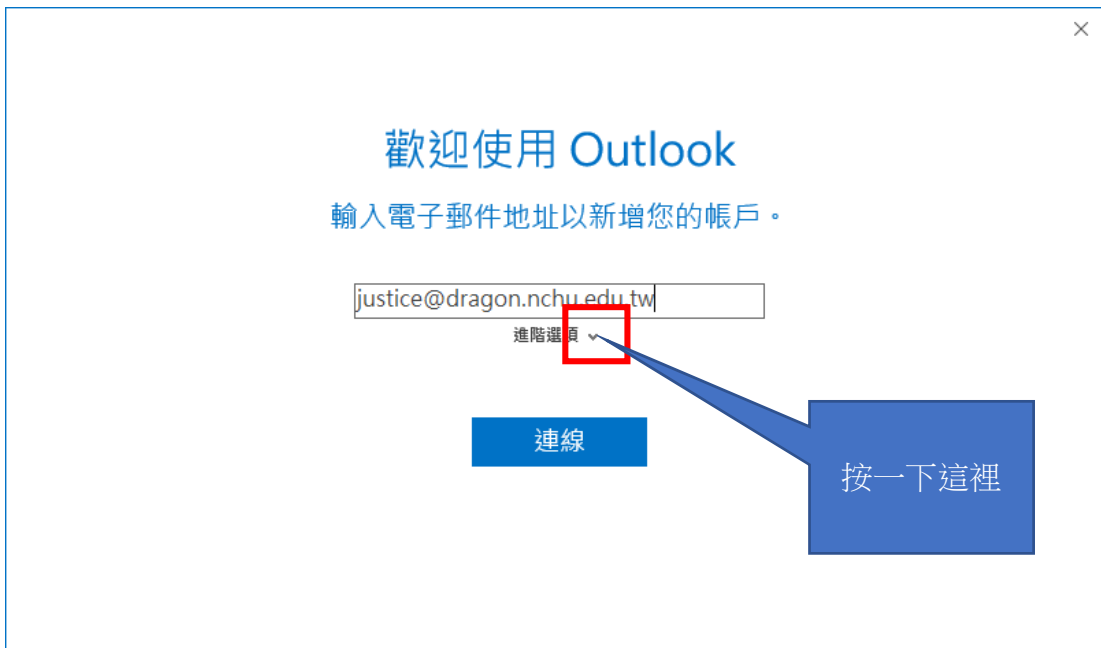 歡迎使用 Outlook
輸入電子郵件地址以新增您的帳戶。
justice@dragon.nchu.edu.tw
進階選項
連線
按一下這裡